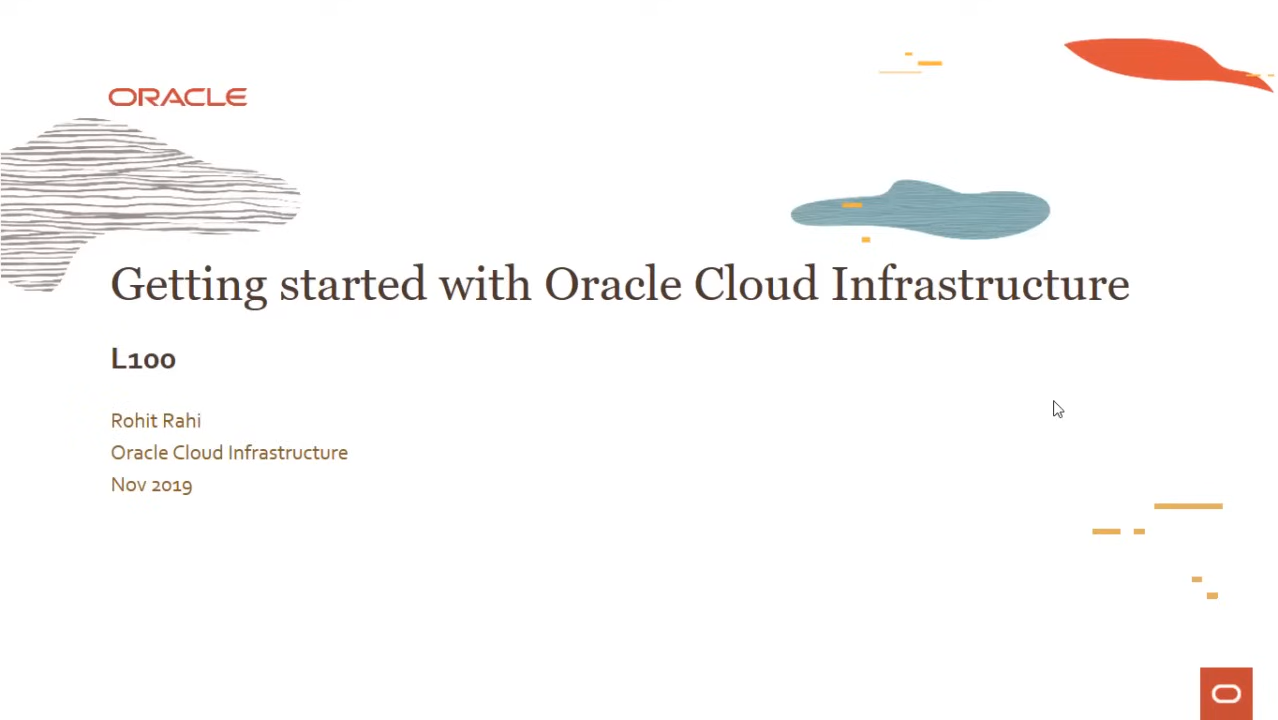 ORACLE
Getting started with Oracle Cloud Infrastructure
L100
Rohit Rahi
Oracle Cloud Infrastructure
Nov 2019